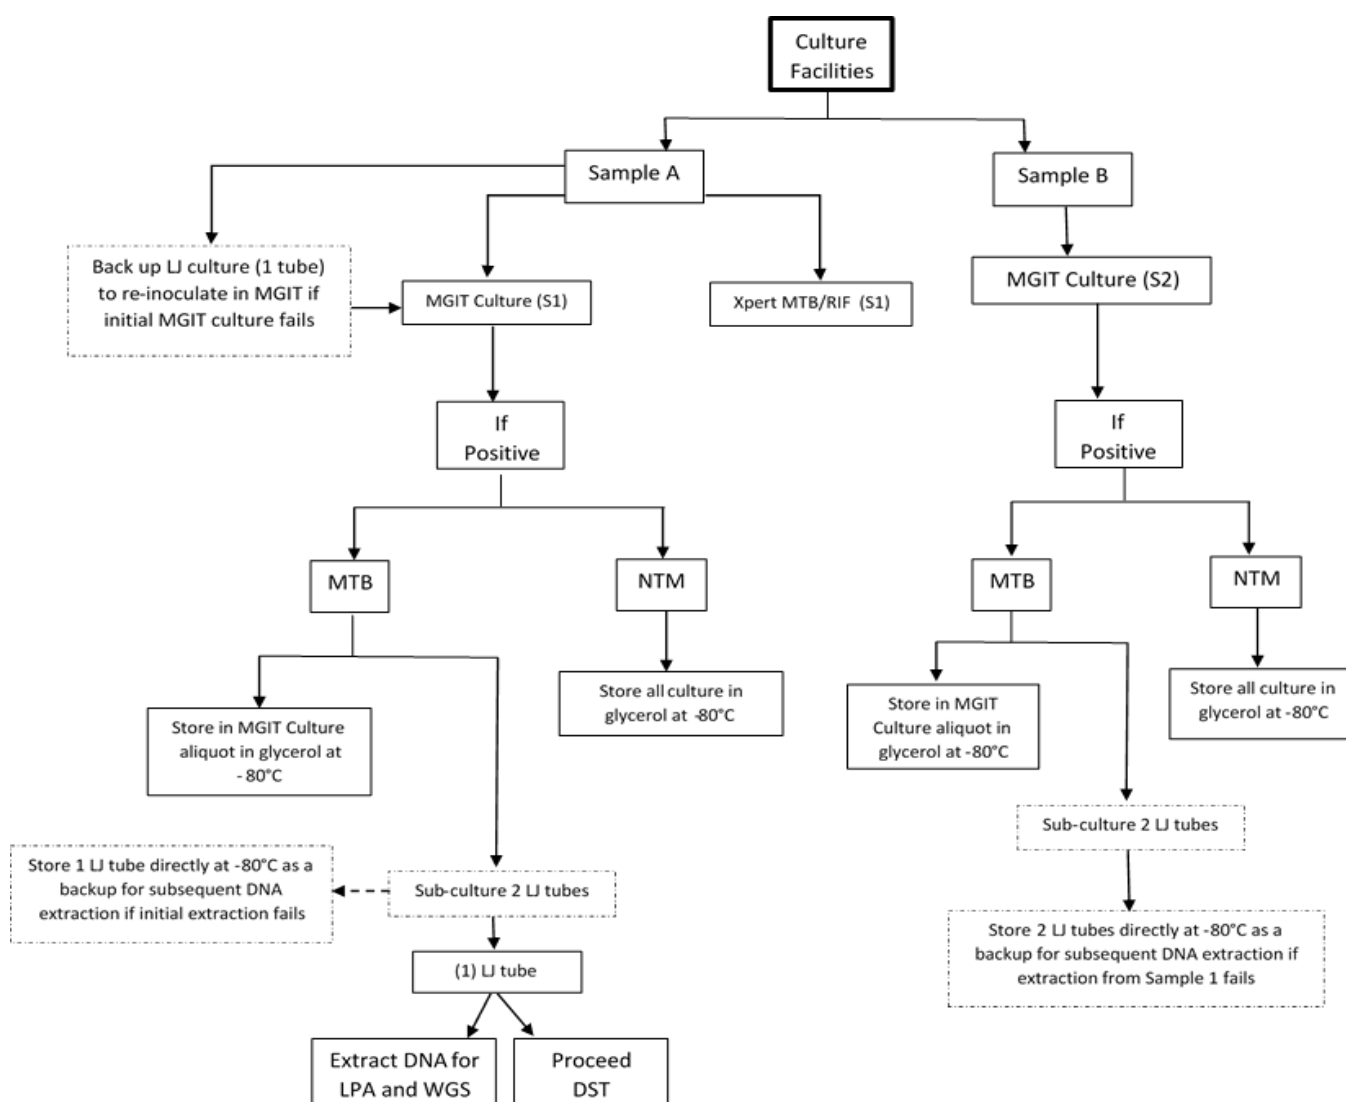 Culture
Facilities
Sample A
Sample B
Back up LJ culture (1 tube)
to re-inoculate in MGIT if
initial MGIT culture fails
MGIT Culture (S1)
Xpert MTB/RIF (S1)
MGIT Culture (S2)
If
Positive
If
Positive
MTB
NTM
MTB
NTM
Store in MGIT Culture
aliquot in glycerol at
- 80°C
Store all culture in
glycerol at -80°C
Store in MGIT
Culture aliquot in
glycerol at -80°C
Store all culture in
glycerol at -80°C
Store 1 LJ tube directly at -80°C as a
backup for subsequent DNA
extraction if initial extraction fails
Sub-culture 2 LJ tubes
Sub-culture 2 LJ tubes
(1) LJ tube
Store 2 LJ tubes directly at -80°C as a
backup for subsequent DNA extraction if
extraction from Sample 1 fails
Extract DNA for
LPA and WGS
Proceed
DST